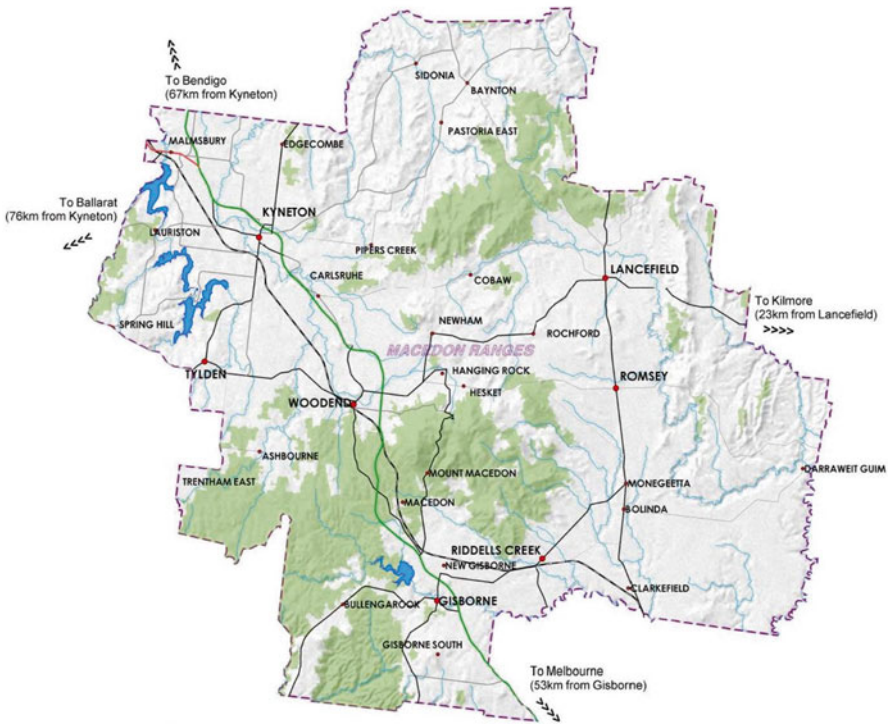 To Bendigo
(67km from Kyneton)
SIDONIA
BAYNTON
PASTORIA EAST
MALMSBURY
EDGECOMBE
To Ballarat
(76km from Kyneton)
KYNETON
LAURISTON
PIPERS CREEK
CARLSRUHE
COBAW
LANCEFIELD
To Kilmore
(23km from Lancefield)
>>>>
SPRING HILL
NEWHAM
ROCHFORD
MACEDON RANGES
TYLDEN
HANGING ROCK
HESKET
ROMSEY
WOODEND
ASHBOURNE
TRENTHAM EAST
MOUNT MACEDON
DARRAWEIT GUIM
MONEGEETTA
MACEDON
BOLINDA
RIDDELLS CREEK
NEW GISBORNE
CLARKEFIELD
BULLENGAROOK
GISBORNE
GISBORNE SOUTH
To Melbourne
(53km from Gisborne)